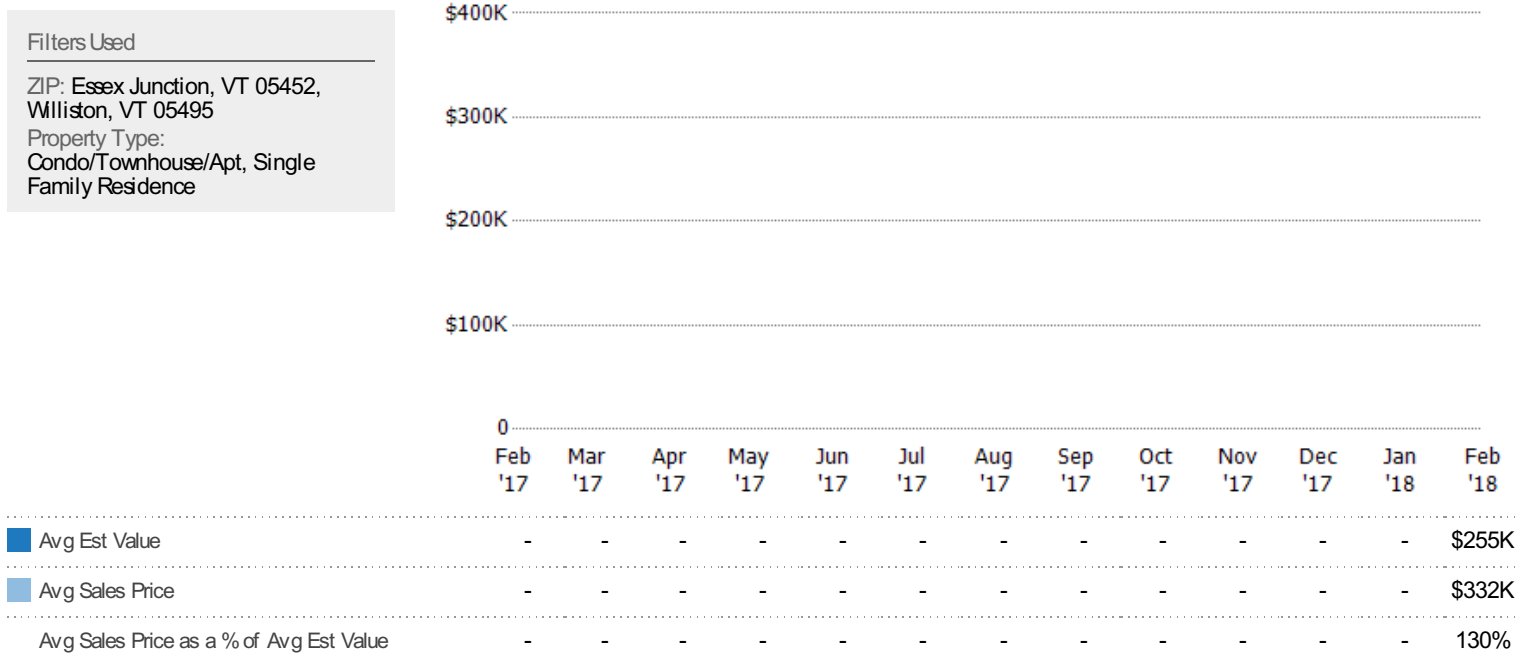 Filters Used
ZIP: Essex Junction, VT 05452,
Williston, VT 05495
Property Type:
Condo/Townhouse/Apt, Single
Family Residence
$400K
$300K
$200K
$100K
0
Feb Mar Apr May Jun Jul Aug Sep Oct Nov Dec Jan Feb
'17 '17 '17 '17 '17 '17 '17 '17 '17 '17 '17 '18 '18
Avg Est Value - - - - - - - - - - - - $255K
Avg Sales Price - - - - - - - - - - - - $332K
Avg Sales Price as a % of Avg Est Value - - - - - - - - - - - - 130%